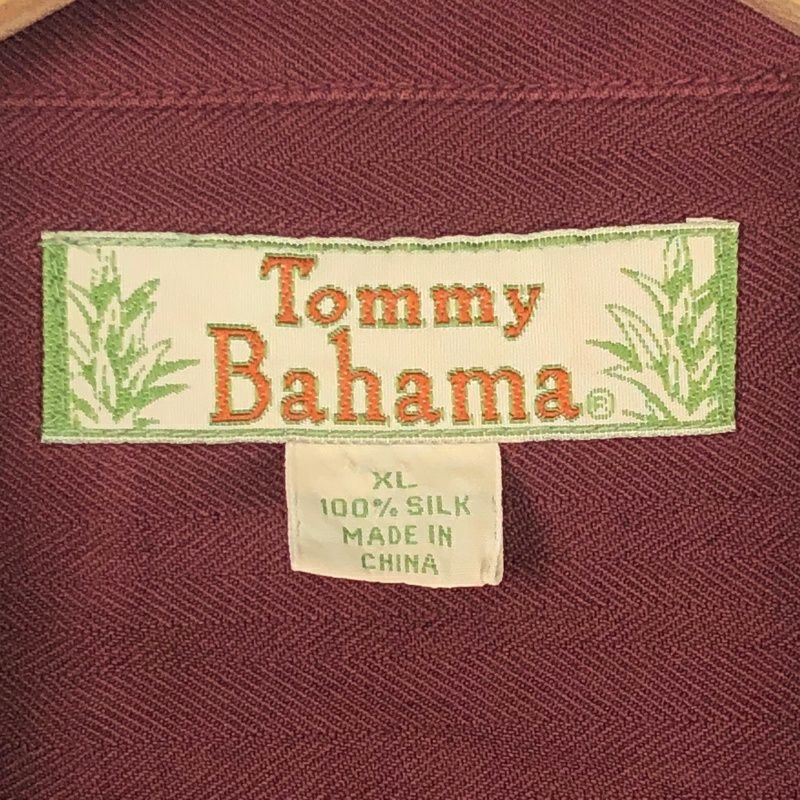 Tommy
Bahama®
XL
100% SILK
MADE IN
CHINA